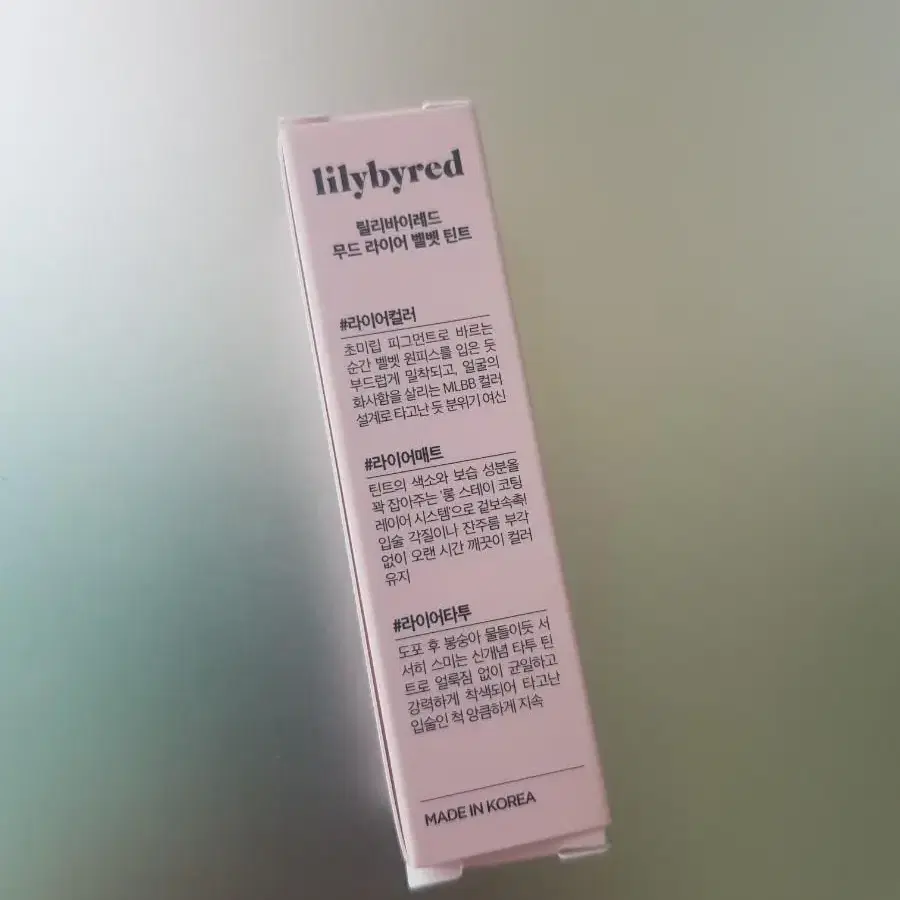 lilybyred
릴리바이레드
무드 라이어 벨벳 틴트
#라이어컬러
초미립 피그먼트로 바르는
순간 벨벳 원피스를 입은 듯
부드럽게 밀착되고, 얼굴의
화사함을 살리는 MLBB 컬러
설계로 타고난 듯 분위기 여신
#라이어매트
틴트의 색소와 보습 성분을
꽉 잡아주는 '롱 스테이 코팅
레이어 시스템'으로 겉보속촉!
입술 각질이나 잔주름 부각
없이 오랜 시간 깨끗이 컬러
유지
#라이어타투
도포 후 봉숭아 물들이듯 서
서히 스미는 신개념 타투 틴
트로 얼룩짐 없이 균일하고
강력하게 착색되어 타고난
입술인 척 앙큼하게 지속
MADE IN KOREA